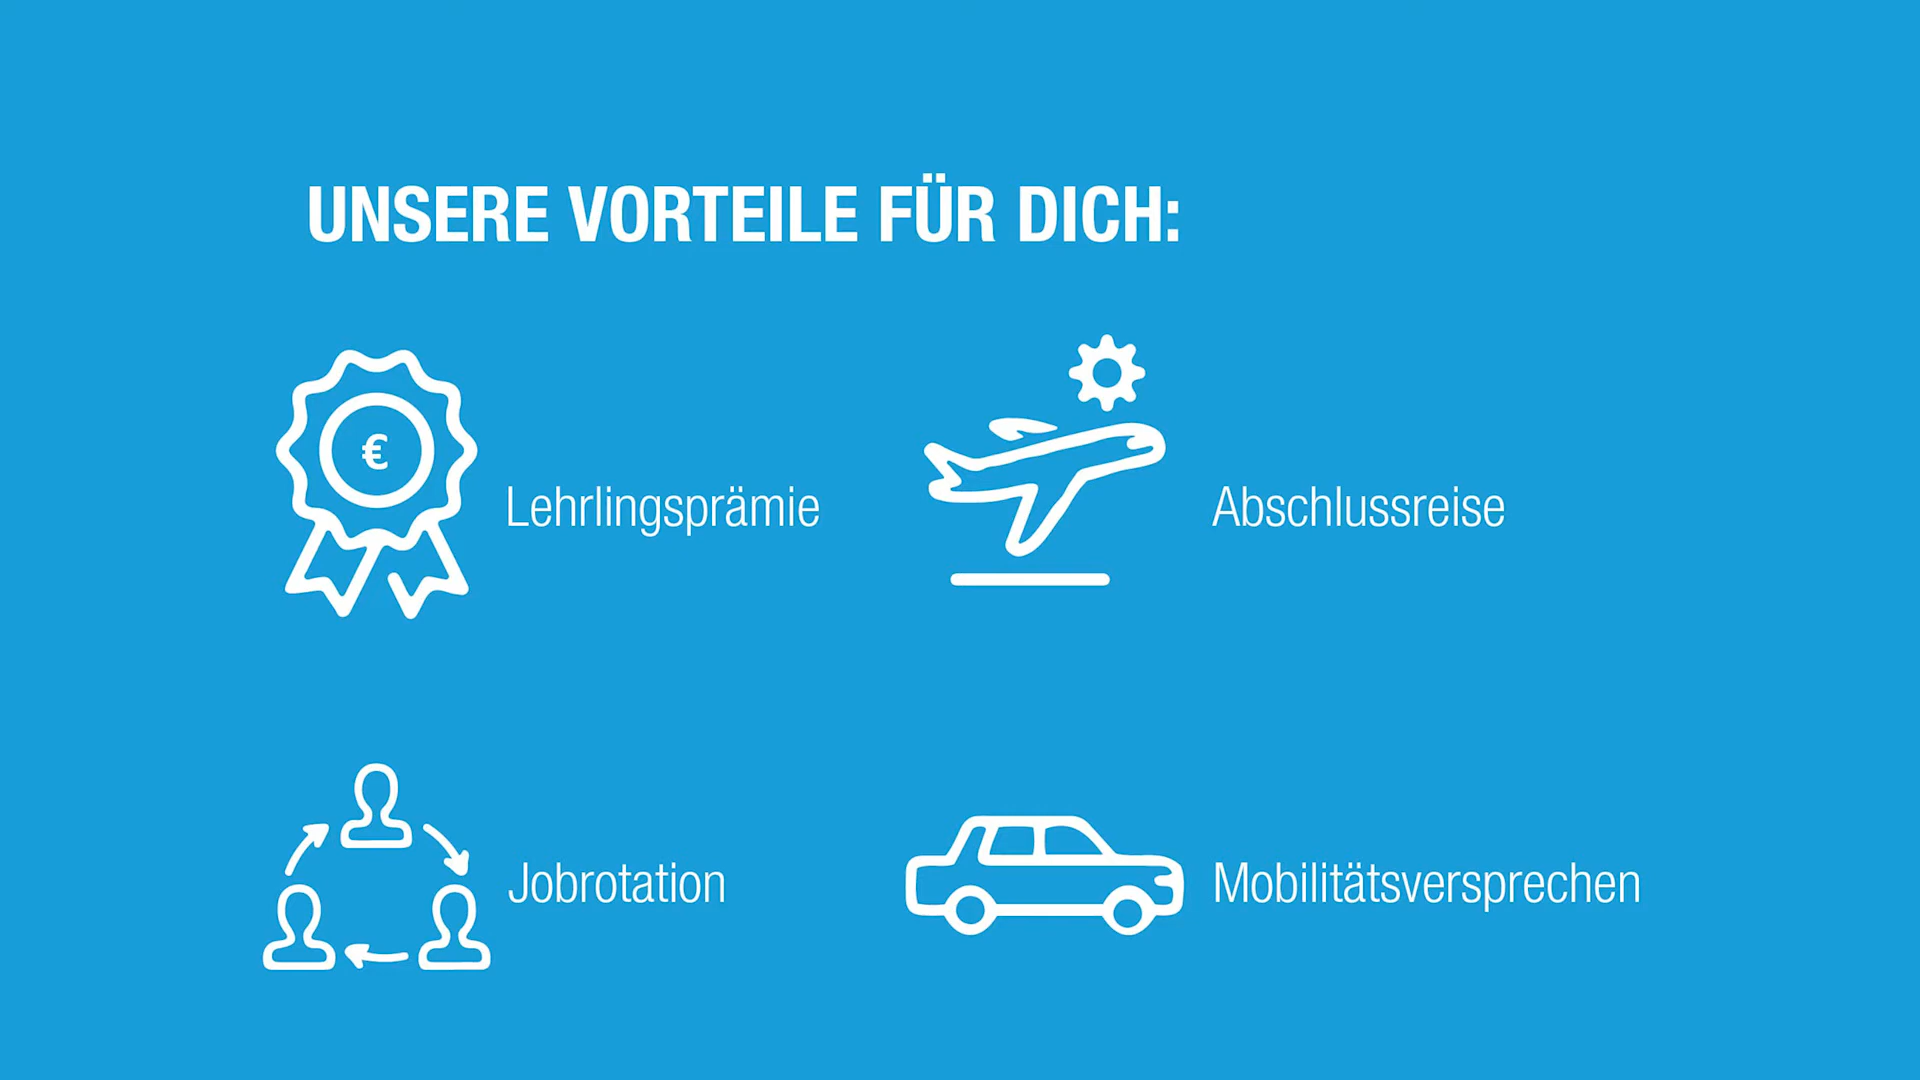 UNSERE VORTEILE FÜR DICH:
€
Lehrlingsprämie
Abschlussreise
Jobrotation
Mobilitätsversprechen